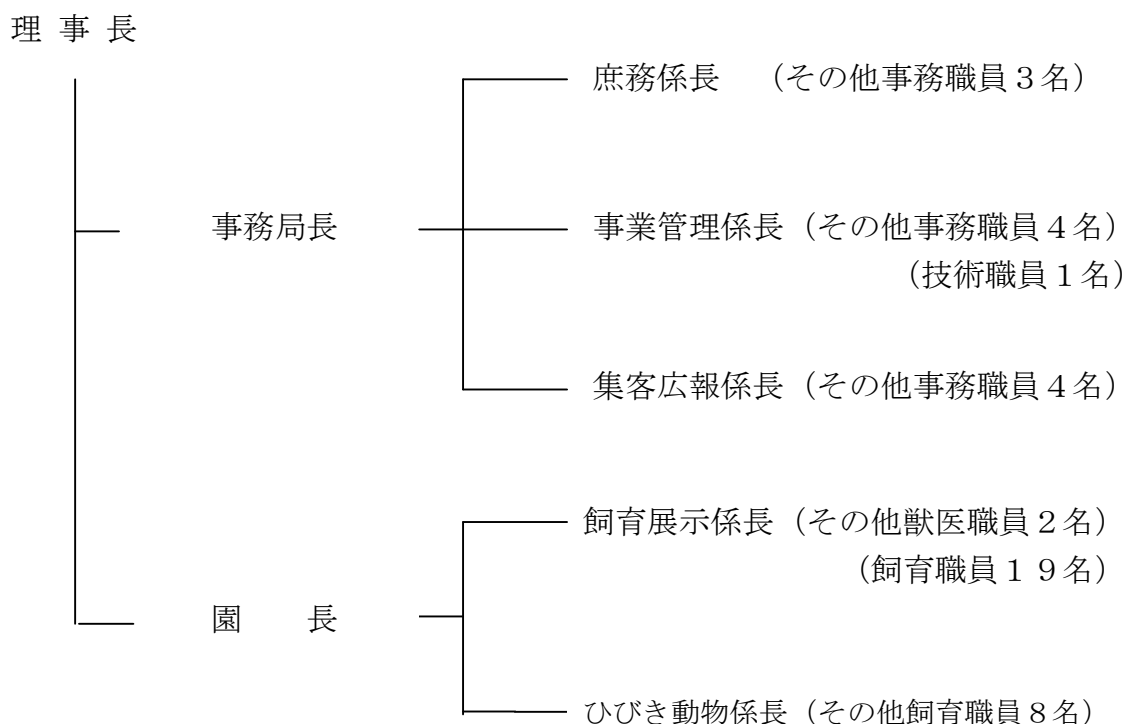 理 事 長
庶務係長 （その他事務職員３名）
事務局長
事業管理係長（その他事務職員４名）
（技術職員１名）
集客広報係長（その他事務職員４名）
飼育展示係長（その他獣医職員２名）
（飼育職員１９名）
園 長
ひびき動物係長（その他飼育職員８名）